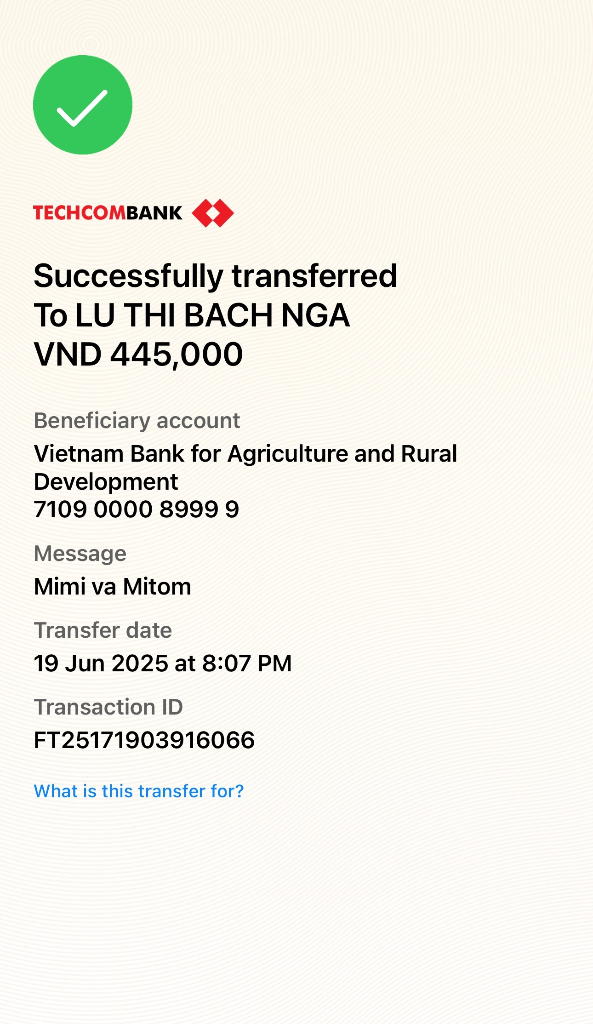 TECHCOMBANK
Successfully transferred
To LU THI BACH NGA
VND 445,000
Beneficiary account
Vietnam Bank for Agriculture and Rural
Development
7109 0000 8999 9
Message
Mimi va Mitom
Transfer date
19 Jun 2025 at 8:07 PM
Transaction ID
FT25171903916066
What is this transfer for?